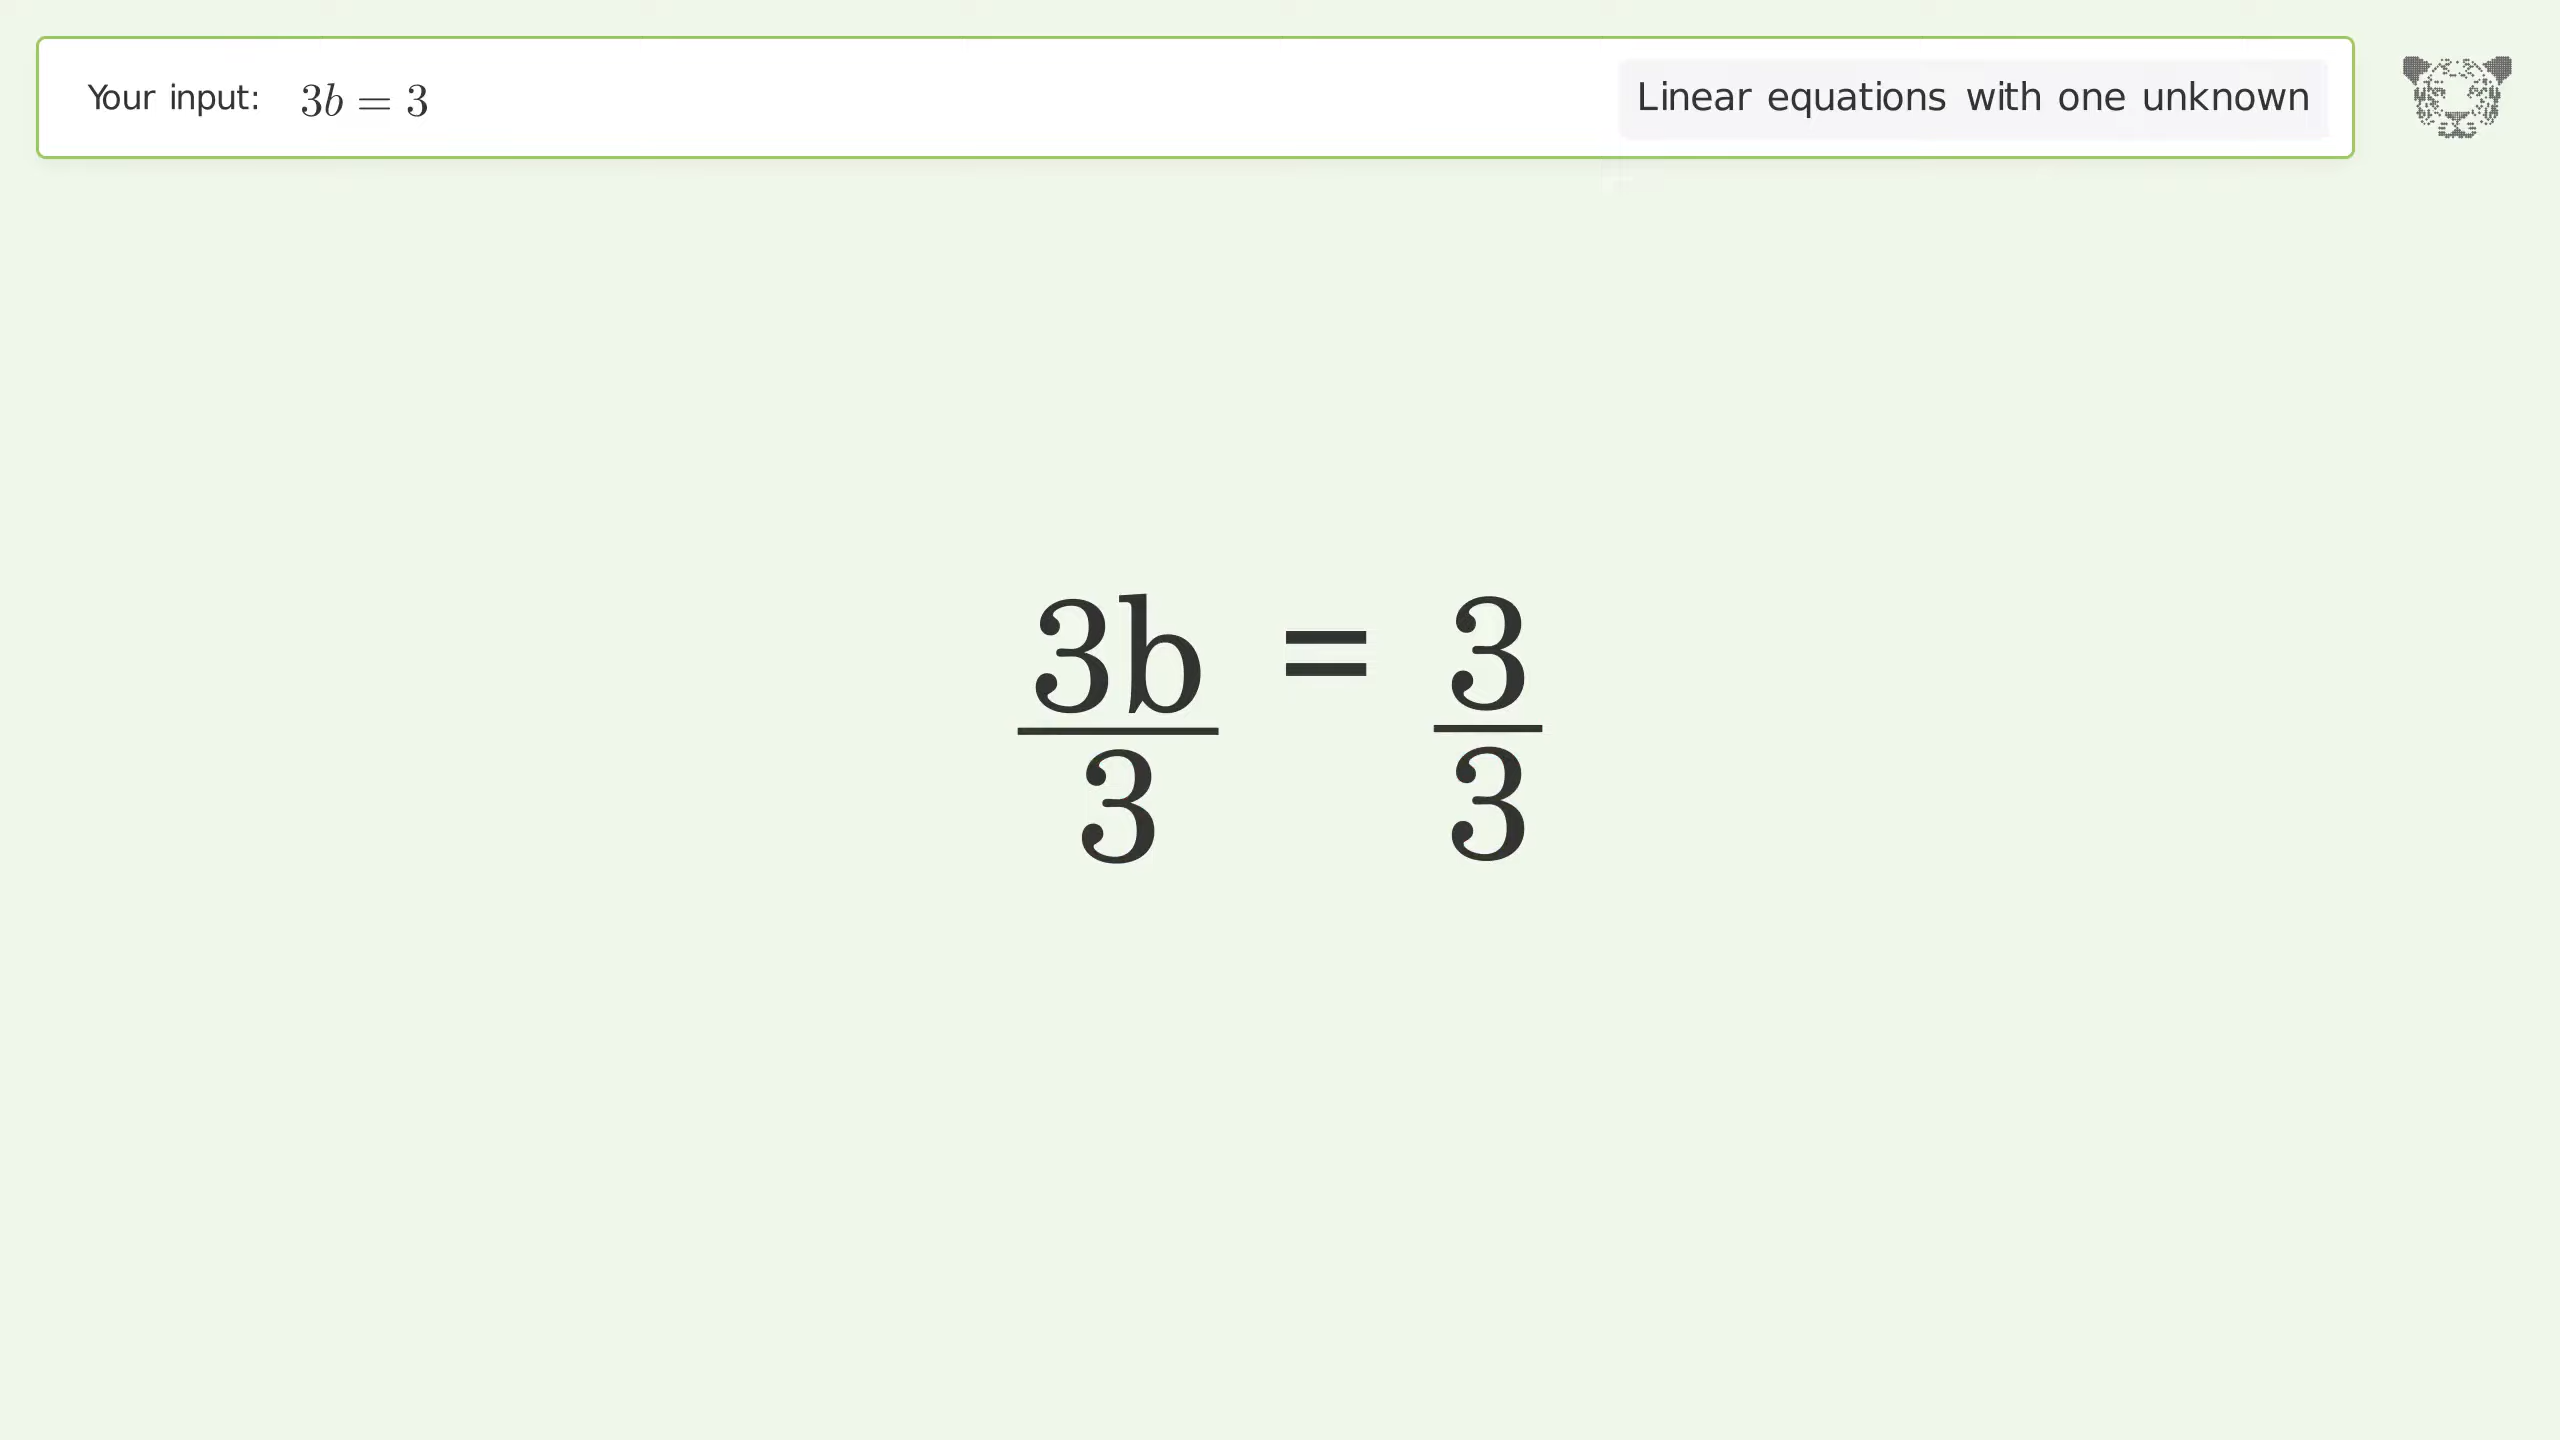 Your input: 3b = 3
Linear equations with one unknown
3b = 3
3 3